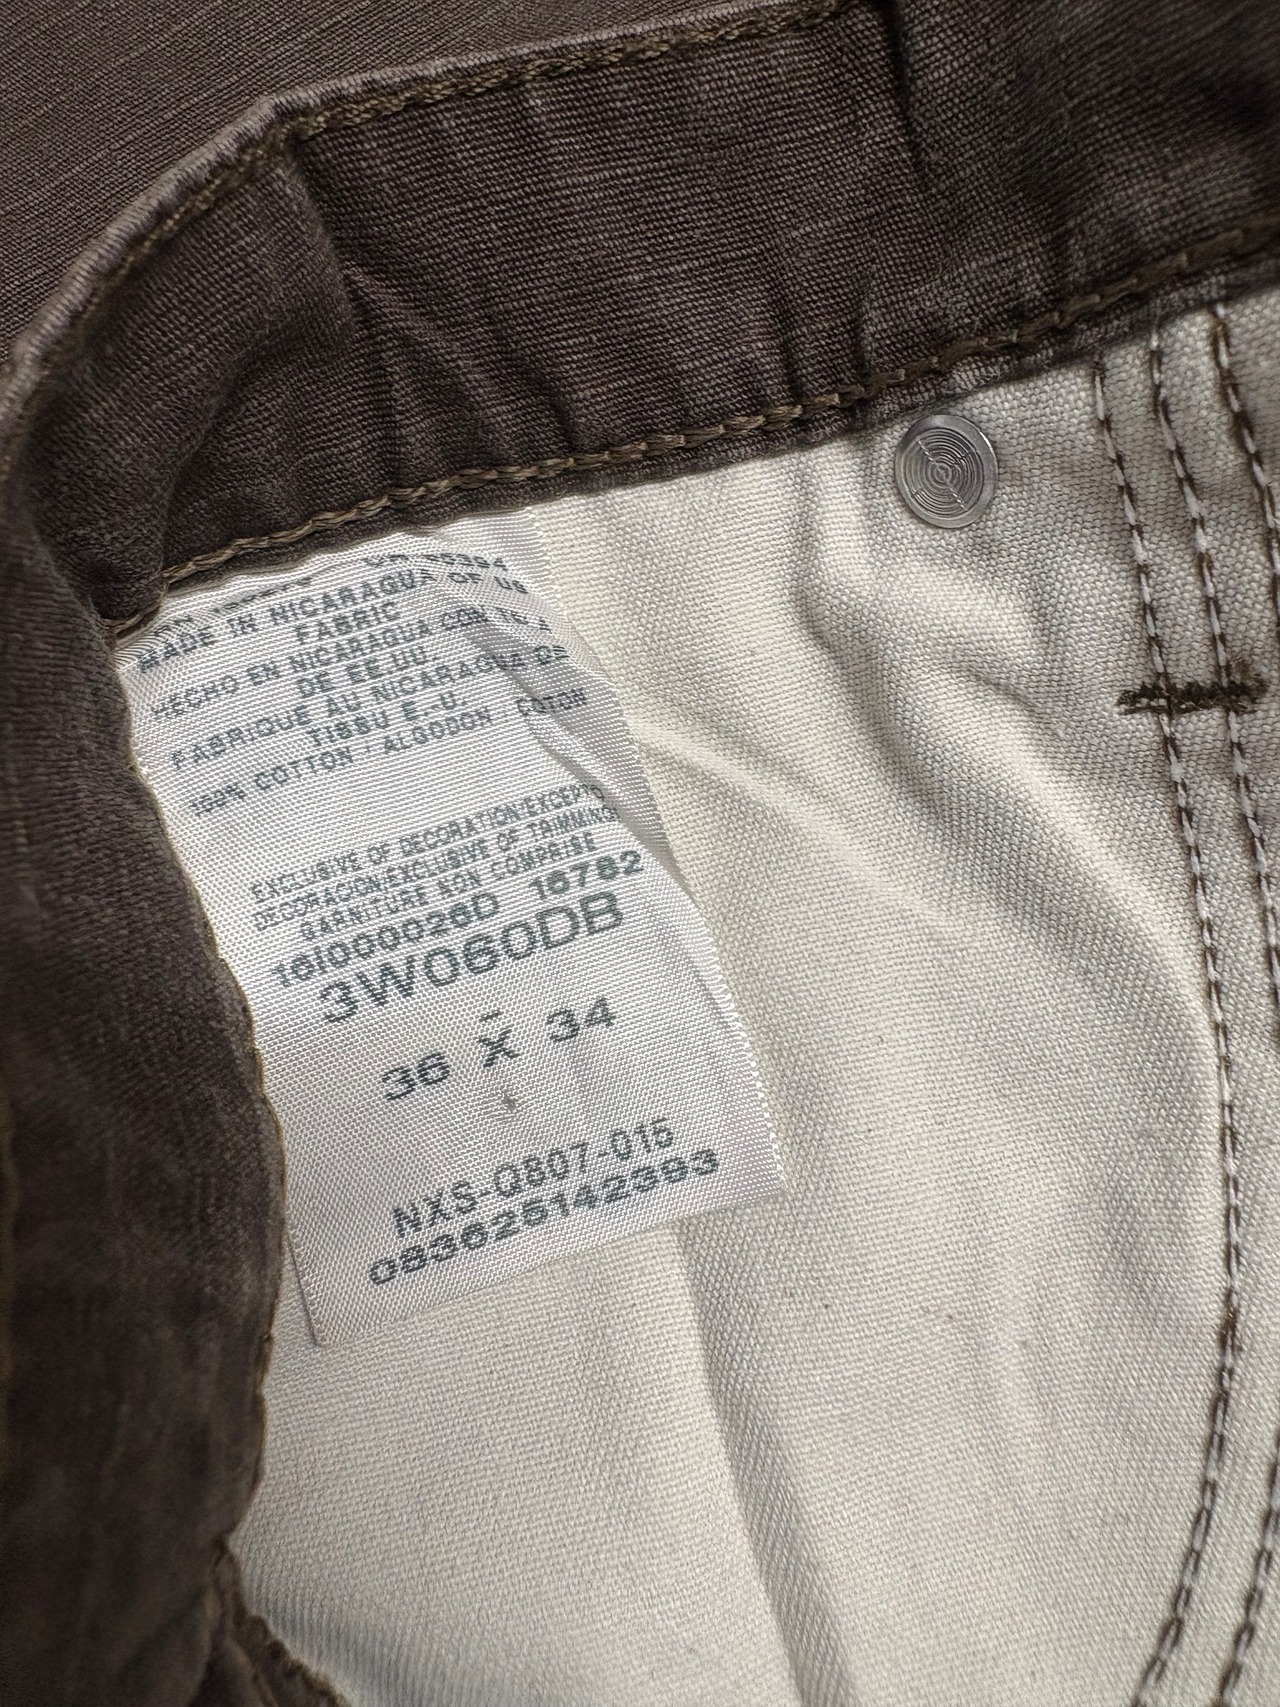 MADE IN NICARAGUA OF US
FABRIC
HECHO EN NICARAGUA CON TELA
DE EE.UU.
FABRIQUE AU NICARAGUA DE
TISSU E.-U.
100% COTTON / ALGODON / COTON
EXCLUSIVE OF DECORATION/EXCEPTO
DECORACION/EXCLUSIVE OF TRIMMING
GARNITURE NON COMPRISE
16I000026D 16782
3W060DB
36 X 34
NXS-Q807-015
083625142393